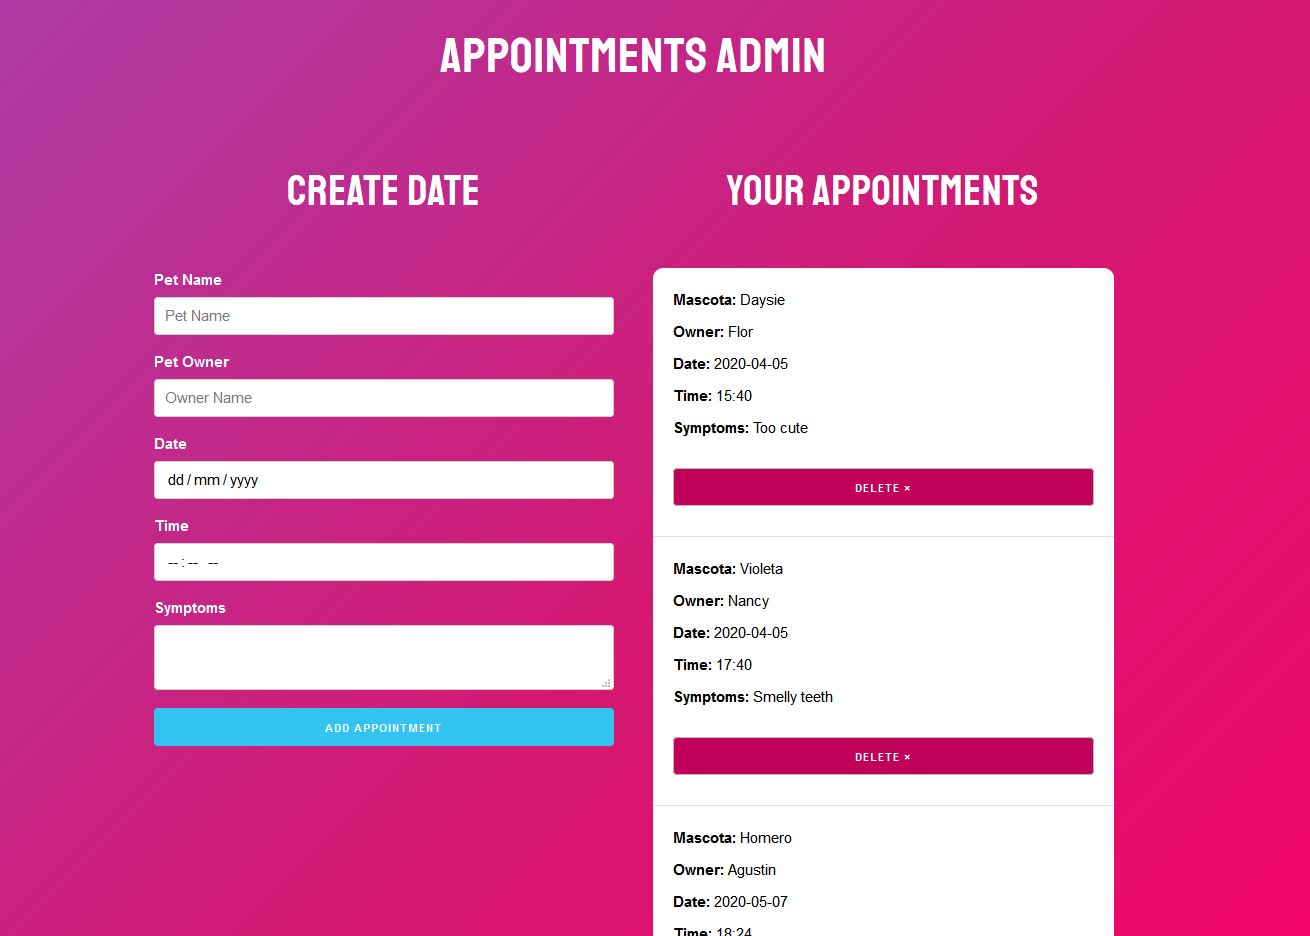 APPOINTMENTS ADMIN
CREATE DATE
Pet Name
Pet Name
Pet Owner
Owner Name
Date
dd / mm / yyyy
Time
-- : -- --
Symptoms
ADD APPOINTMENT
YOUR APPOINTMENTS
Mascota: Daysie
Owner: Flor
Date: 2020-04-05
Time: 15:40
Symptoms: Too cute
DELETE ×
Mascota: Violeta
Owner: Nancy
Date: 2020-04-05
Time: 17:40
Symptoms: Smelly teeth
DELETE ×
Mascota: Homero
Owner: Agustin
Date: 2020-05-07
Time: 18:24